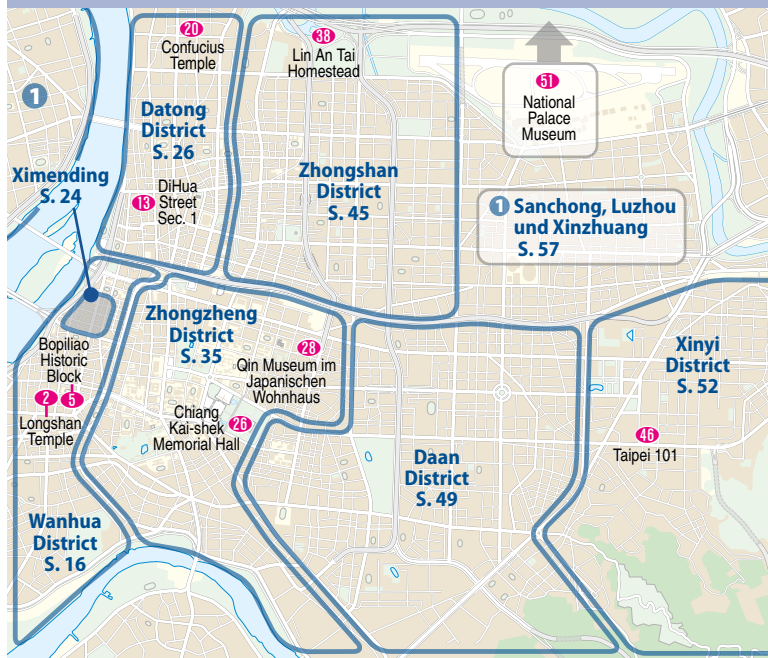 20
Confucius
Temple
38
Lin An Tai
Homestead
51
National
Palace
Museum
1
Datong
District
S. 26
Ximending
S. 24
13
DiHua
Street
Sec. 1
Zhongshan
District
S. 45
1 Sanchong, Luzhou
und Xinzhuang
S. 57
Zhongzheng
District
S. 35
Bopiliao
Historic
Block
2 5
Longshan
Temple
28
Qin Museum im
Japanischen
Wohnhaus
Chiang
Kai-shek
Memorial Hall
26
Xinyi
District
S. 52
46
Taipei 101
Daan
District
S. 49
Wanhua
District
S. 16